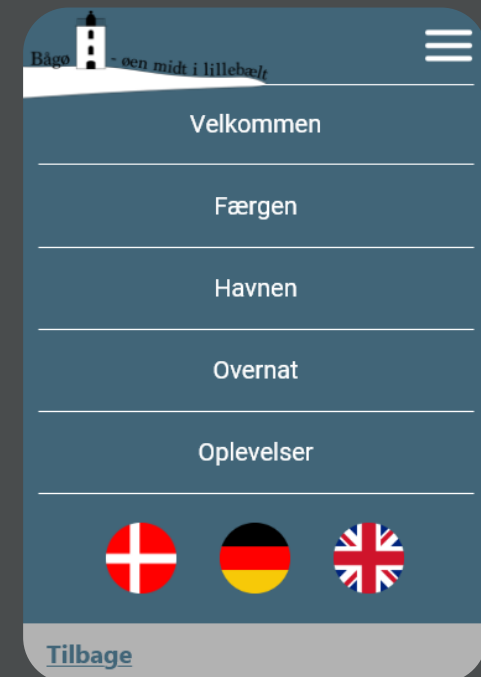 Bågø - øen midt i lillebælt
Velkommen
Færgen
Havnen
Overnat
Oplevelser
Tilbage